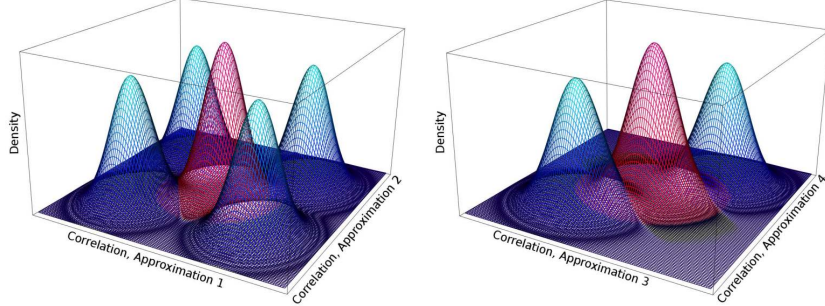 Density
Correlation, Approximation 1
Correlation, Approximation 2
Density
Correlation, Approximation 3
Correlation, Approximation 4